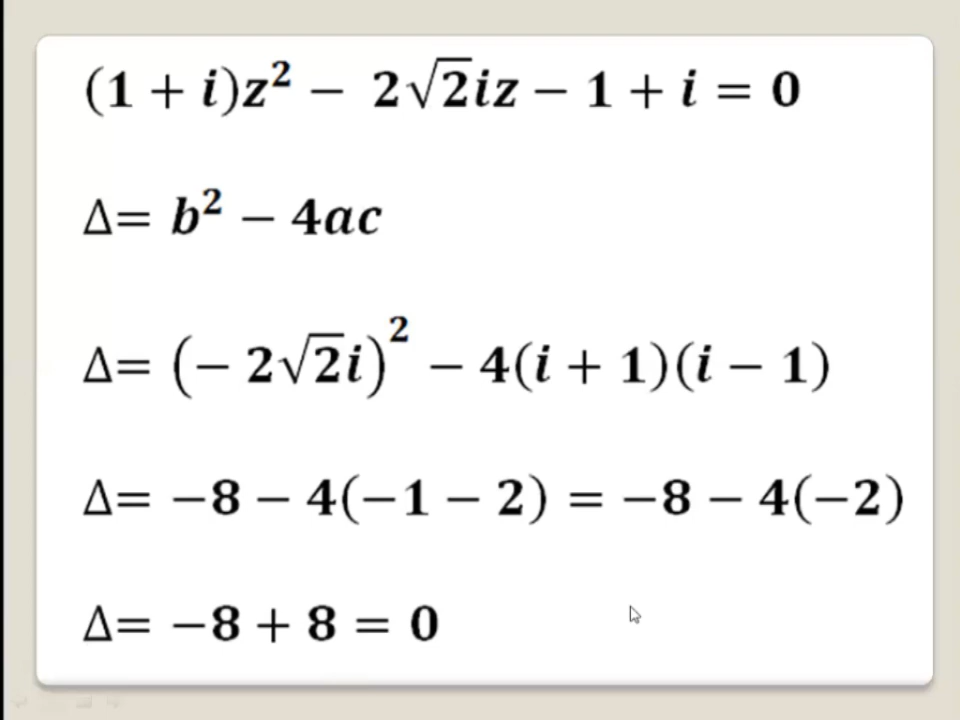 (1 + i)z² − 2√2iz − 1 + i = 0
Δ= b² − 4ac
Δ= (− 2√2i)² − 4(i + 1)(i − 1)
Δ= −8 − 4(−1 − 2) = −8 − 4(−2)
Δ= −8 + 8 = 0